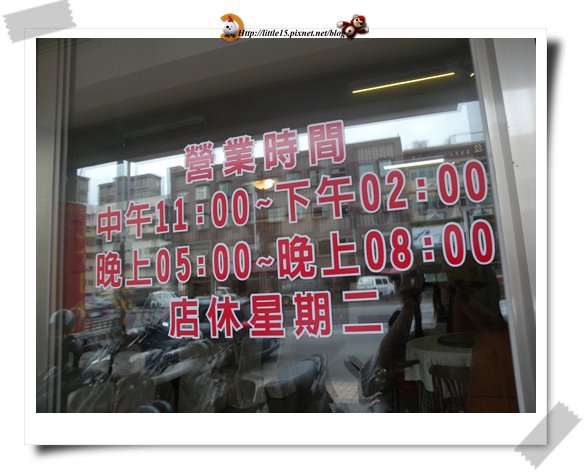 Http://little15.pixnet.net/blog
營業時間
中午11:00~下午02:00
晚上05:00~晚上08:00
店休星期二